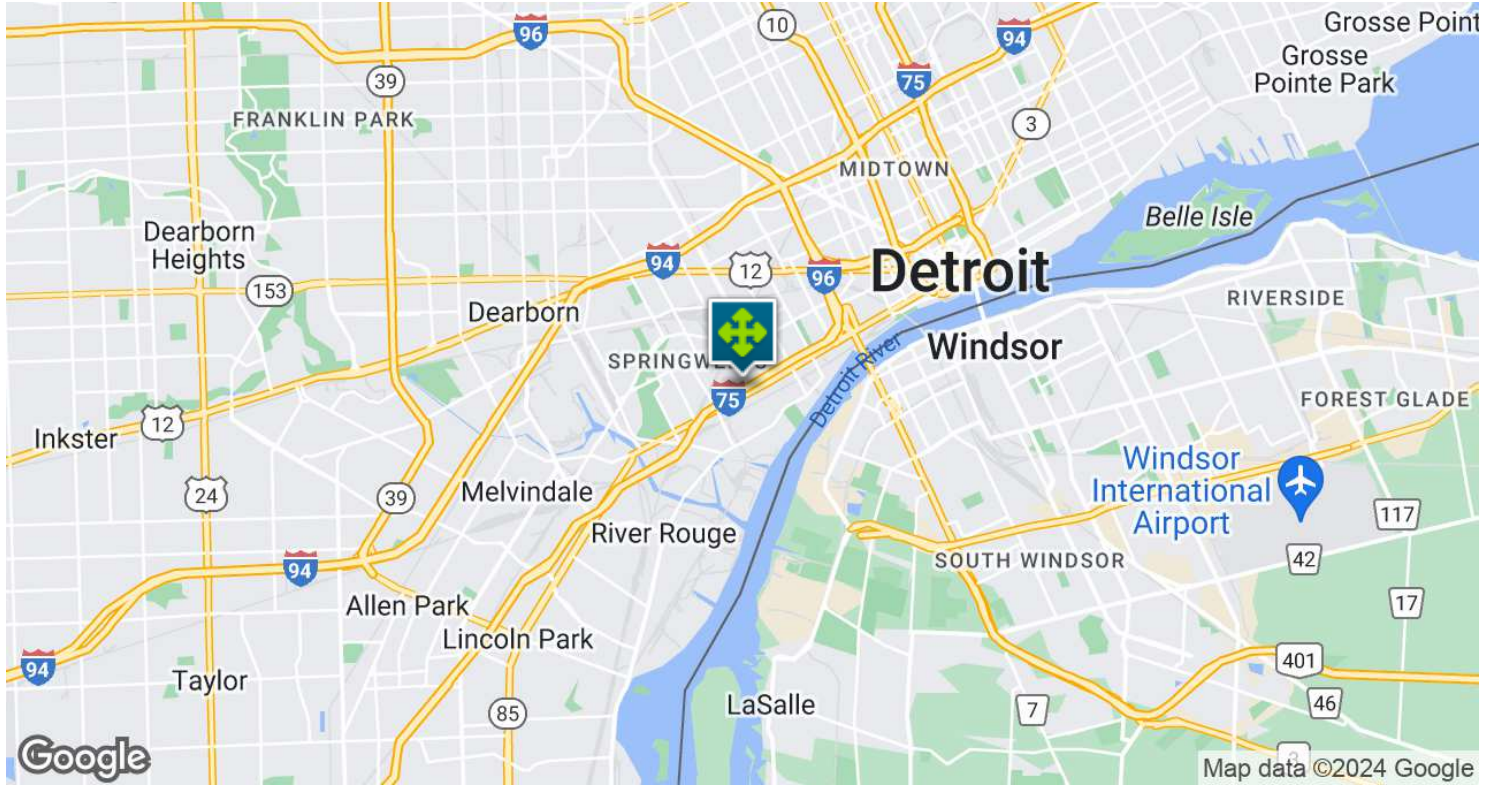 10
96
94
Grosse Point
Grosse
Pointe Park
39
75
FRANKLIN PARK
3
MIDTOWN
Belle Isle
Dearborn
Heights
94
12
96
Detroit
153
RIVERSIDE
Dearborn
Windsor
SPRINGW
Detroit River
75
FOREST GLADE
12
Inkster
Windsor
International
Airport
24
39
Melvindale
117
River Rouge
42
SOUTH WINDSOR
94
Allen Park
17
Lincoln Park
401
94
Taylor
46
LaSalle
85
7
3
Google
Map data ©2024 Google